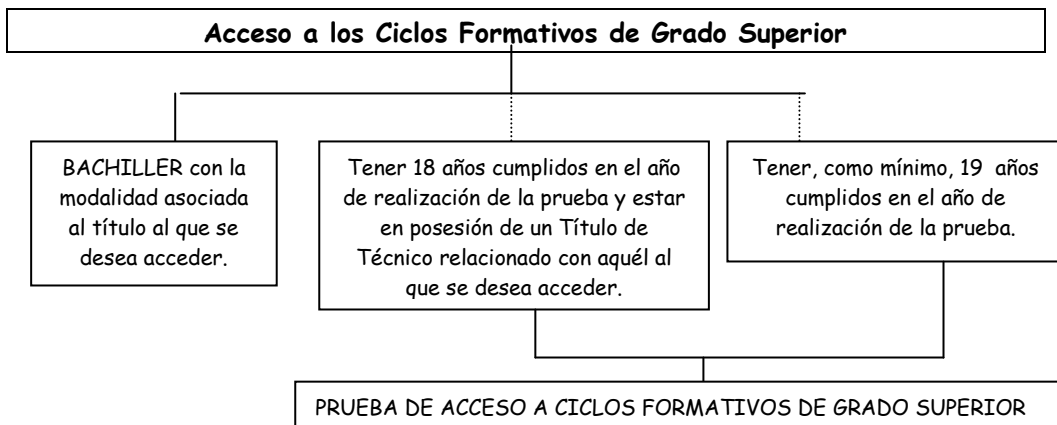 Acceso a los Ciclos Formativos de Grado Superior
BACHILLER con la
modalidad asociada
al título al que se
desea acceder.
Tener 18 años cumplidos en el año
de realización de la prueba y estar
en posesión de un Título de
Técnico relacionado con aquél al
que se desea acceder.
Tener, como mínimo, 19 años
cumplidos en el año de
realización de la prueba.
PRUEBA DE ACCESO A CICLOS FORMATIVOS DE GRADO SUPERIOR